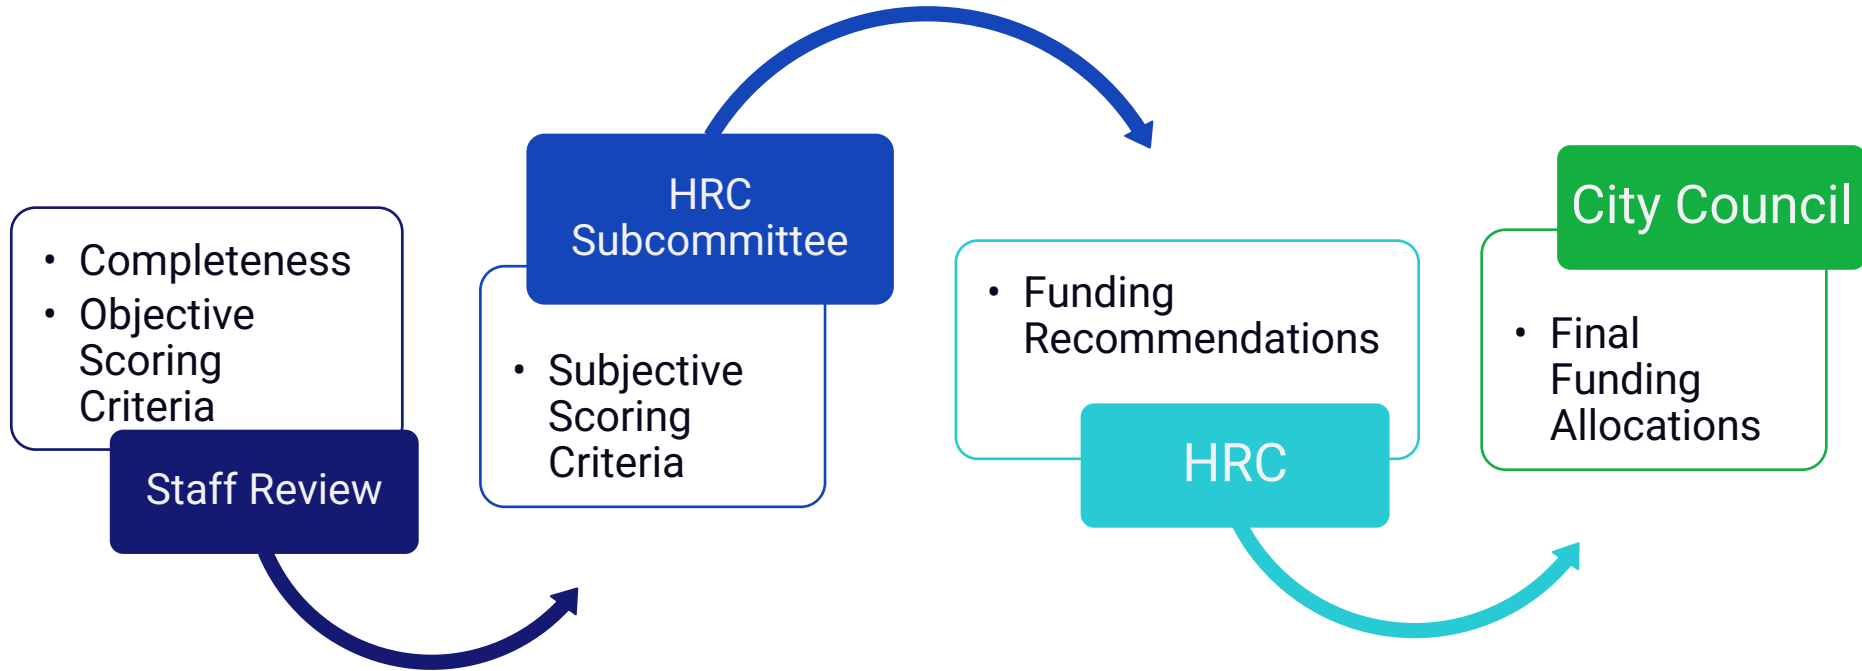 • Completeness
• Objective
Scoring
Criteria
Staff Review
HRC
Subcommittee
• Subjective
Scoring
Criteria
• Funding
Recommendations
HRC
City Council
• Final
Funding
Allocations